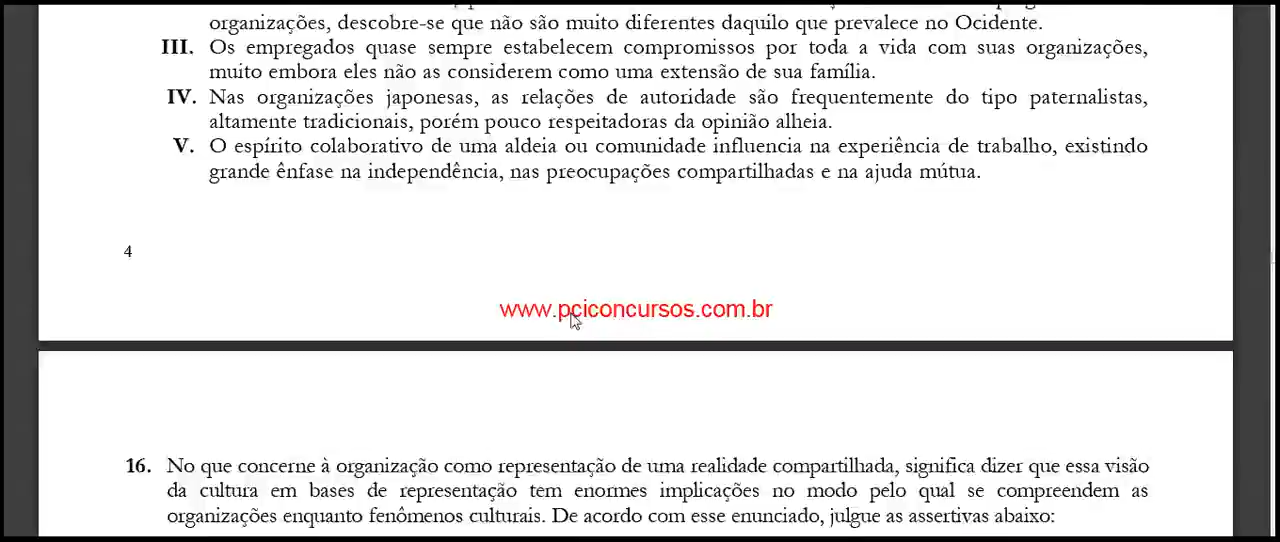 organizações, descobre-se que não são muito diferentes daquilo que prevalece no Ocidente.
III. Os empregados quase sempre estabelecem compromissos por toda a vida com suas organizações,
muito embora eles não as considerem como uma extensão de sua família.
IV. Nas organizações japonesas, as relações de autoridade são frequentemente do tipo paternalistas,
altamente tradicionais, porém pouco respeitadoras da opinião alheia.
V. O espírito colaborativo de uma aldeia ou comunidade influencia na experiência de trabalho, existindo
grande ênfase na independência, nas preocupações compartilhadas e na ajuda mútua.
4
www.pciconcursos.com.br
16. No que concerne à organização como representação de uma realidade compartilhada, significa dizer que essa visão
da cultura em bases de representação tem enormes implicações no modo pelo qual se compreendem as
organizações enquanto fenômenos culturais. De acordo com esse enunciado, julgue as assertivas abaixo: